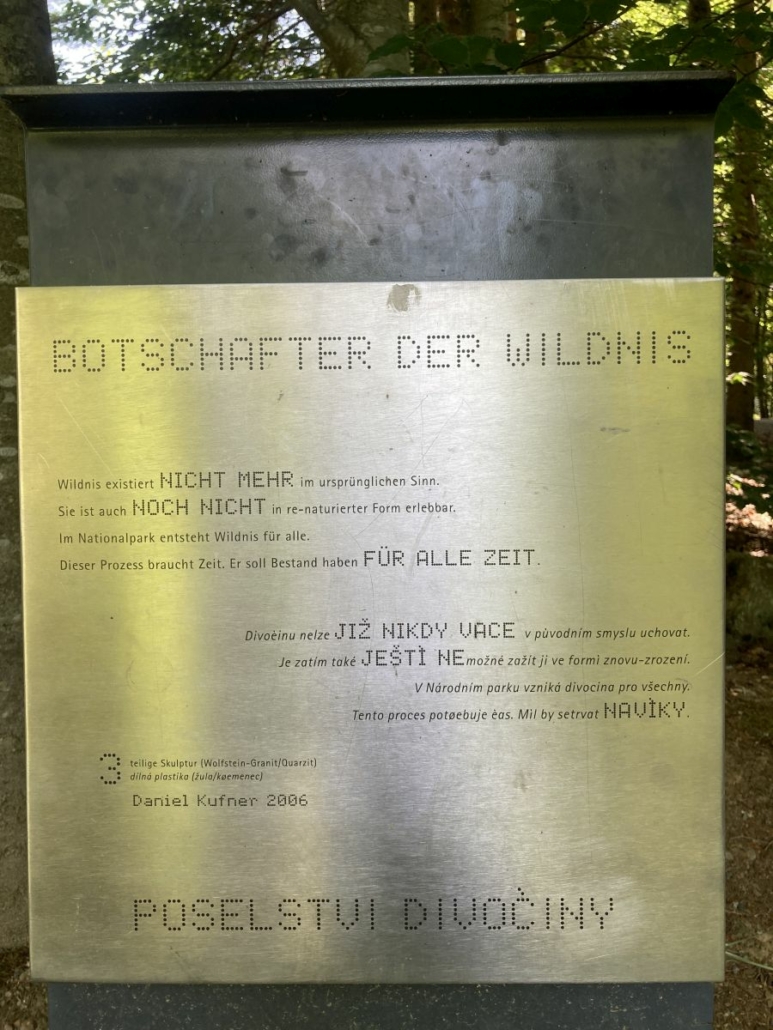 BOTSCHAFTER DER WILDNIS
Wildnis existiert NICHT MEHR im ursprünglichen Sinn.
Sie ist auch NOCH NICHT in re-naturierter Form erlebbar.
Im Nationalpark entsteht Wildnis für alle.
Dieser Prozess braucht Zeit. Er soll Bestand haben FÜR ALLE ZEIT.
Divoèinu nelze JIŽ NIKDY VACE v pùvodním smyslu uchovat.
Je zatím také JEŠTÌ NEmožné zažít ji ve formì znovu-zrození.
V Národním parku vzniká divocina pro všechny.
Tento proces potøebuje èas. Mìl by setrvat NAVÌKY.
3 teilige Skulptur (Wolfstein-Granit/Quarzit)
dílná plastika (žula/køemenec)
Daniel Kufner 2006
POSELSTVI DIVOČINY